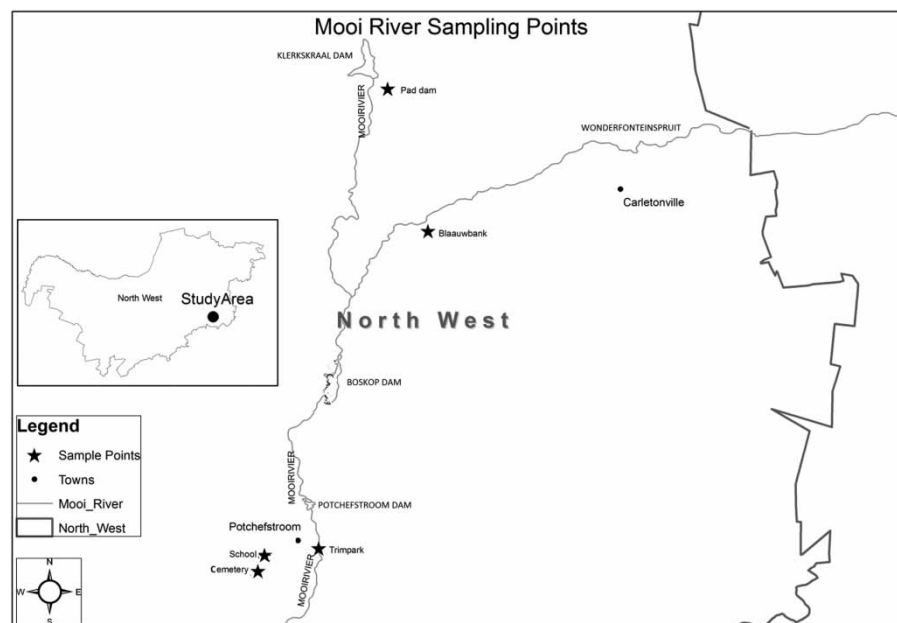 Mooi River Sampling Points
KLERKSKRAAL DAM
Pad dam
MOOIRIVIER
WONDERFONTEINSPRUIT
Carletonville
Blaauwbank
North West
StudyArea
North West
BOSKOP DAM
Legend
Sample Points
Towns
Mooi_River
North_West
MOOIRIVIER
POTCHEFSTROOM DAM
Potchefstroom
School
Trimpark
Cemetery
MOOIRIVIER
N
W
E
S